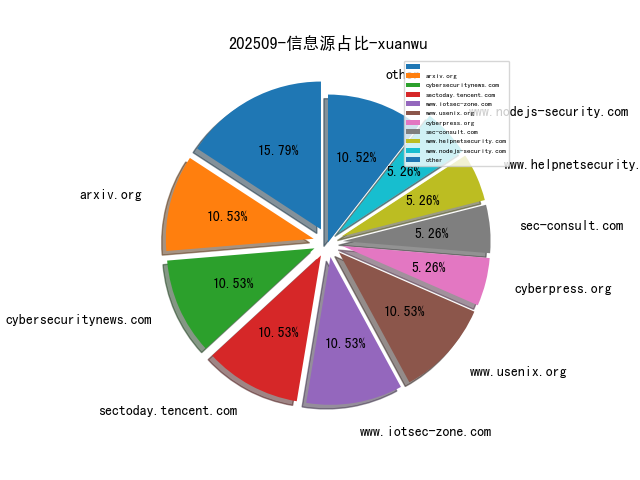 202509-信息源占比-xuanwu
other
arxiv.org
cybersecuritynews.com
sectoday.tencent.com
www.iotsec-zone.com
www.usenix.org
cyberpress.org
sec-consult.com
www.helpnetsecurity.com
www.nodejs-security.com
other
www.nodejs-security.com
15.79%
10.52%
5.26%
www.helpnetsecurity.
arxiv.org
5.26%
10.53%
sec-consult.com
5.26%
5.26%
cyberpress.org
10.53%
10.53%
cybersecuritynews.com
10.53%
10.53%
www.usenix.org
sectoday.tencent.com
www.iotsec-zone.com